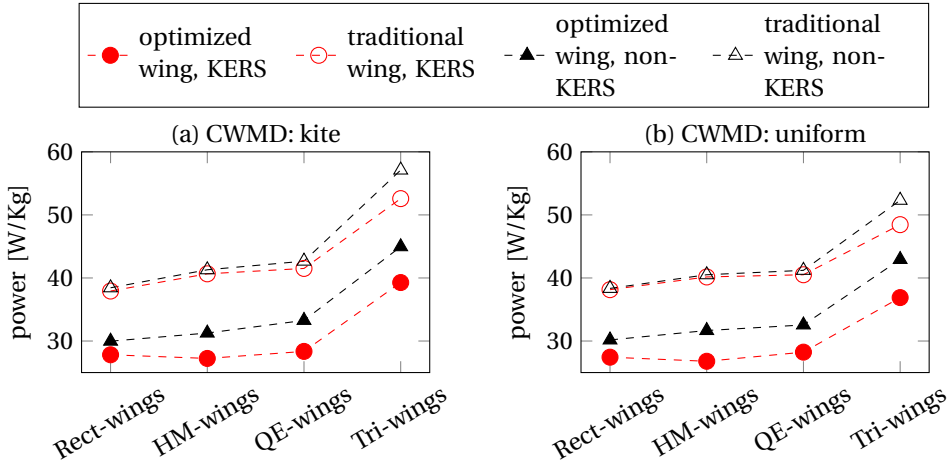 optimized
wing, KERS
traditional
wing, KERS
optimized
wing, non-
KERS
traditional
wing, non-
KERS
(a) CWMD: kite
60
50
40
30
power [W/Kg]
Rect-wings
HM-wings
QE-wings
Tri-wings
(b) CWMD: uniform
60
50
40
30
power [W/Kg]
Rect-wings
HM-wings
QE-wings
Tri-wings